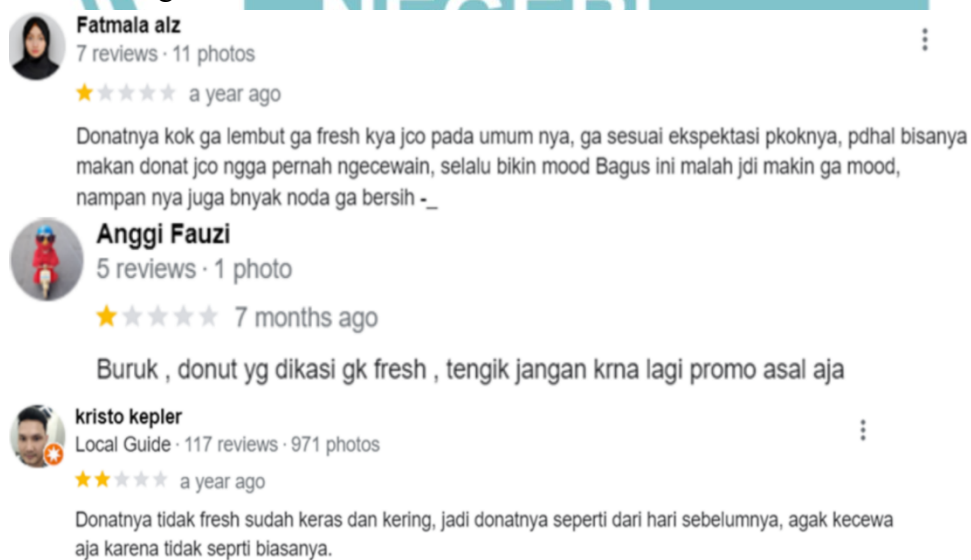 NEGERI
Fatmala alz
7 reviews · 11 photos
a year ago
Donatnya kok ga lembut ga fresh kya jco pada umum nya, ga sesuai ekspektasi pkoknya, pdhal bisanya
makan donat jco ngga pernah ngecewain, selalu bikin mood Bagus ini malah jdi makin ga mood,
nampan nya juga bnyak noda ga bersih -_
Anggi Fauzi
5 reviews · 1 photo
7 months ago
Buruk , donut yg dikasi gk fresh , tengik jangan krna lagi promo asal aja
kristo kepler
Local Guide · 117 reviews · 971 photos
a year ago
Donatnya tidak fresh sudah keras dan kering, jadi donatnya seperti dari hari sebelumnya, agak kecewa
aja karena tidak seprti biasanya.